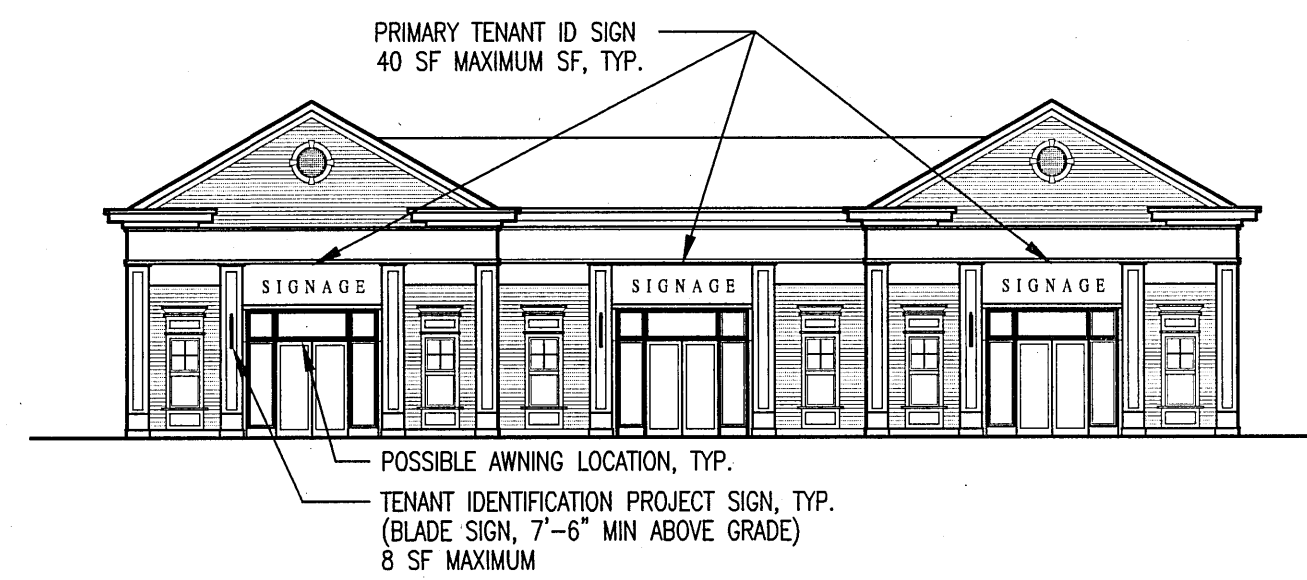 PRIMARY TENANT ID SIGN
40 SF MAXIMUM SF, TYP.
SIGNAGE
SIGNAGE
SIGNAGE
POSSIBLE AWNING LOCATION, TYP.
TENANT IDENTIFICATION PROJECT SIGN, TYP.
(BLADE SIGN, 7'-6" MIN ABOVE GRADE)
8 SF MAXIMUM